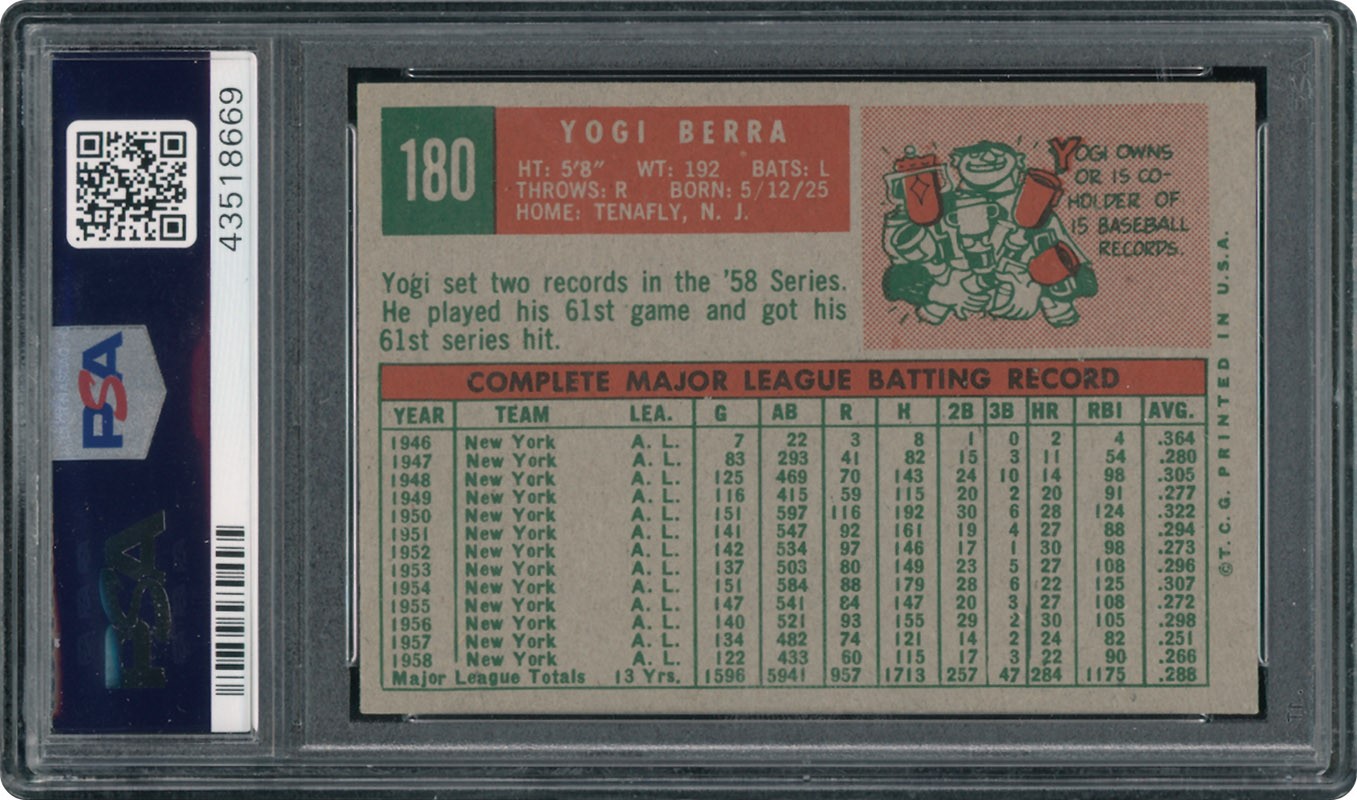 43518669
PSA
PSA
180
YOGI BERRA
HT: 5'8" WT: 192 BATS: L
THROWS: R BORN: 5/12/25
HOME: TENAFLY, N. J.
YOGI OWNS
OR IS CO-
HOLDER OF
15 BASEBALL
RECORDS.
Yogi set two records in the '58 Series.
He played his 61st game and got his
61st series hit.
COMPLETE MAJOR LEAGUE BATTING RECORD
YEAR TEAM LEA. G AB R H 2B 3B HR RBI AVG.
1946 New York A. L. 7 22 3 8 1 0 2 4 .364
1947 New York A. L. 83 293 41 82 15 3 11 54 .280
1948 New York A. L. 125 469 70 143 24 10 14 98 .305
1949 New York A. L. 116 415 59 115 20 2 20 91 .277
1950 New York A. L. 151 597 116 192 30 6 28 124 .322
1951 New York A. L. 141 547 92 161 19 4 27 88 .294
1952 New York A. L. 142 534 97 146 17 1 30 98 .273
1953 New York A. L. 137 503 80 149 23 5 27 108 .296
1954 New York A. L. 151 584 88 179 28 6 22 125 .307
1955 New York A. L. 147 541 84 147 20 3 27 108 .272
1956 New York A. L. 140 521 93 155 29 2 30 105 .298
1957 New York A. L. 134 482 74 121 14 2 24 82 .251
1958 New York A. L. 122 433 60 115 17 3 22 90 .266
Major League Totals 13 Yrs. 1596 5941 957 1713 257 47 284 1175 .288
© T. C. G. PRINTED IN U.S.A.